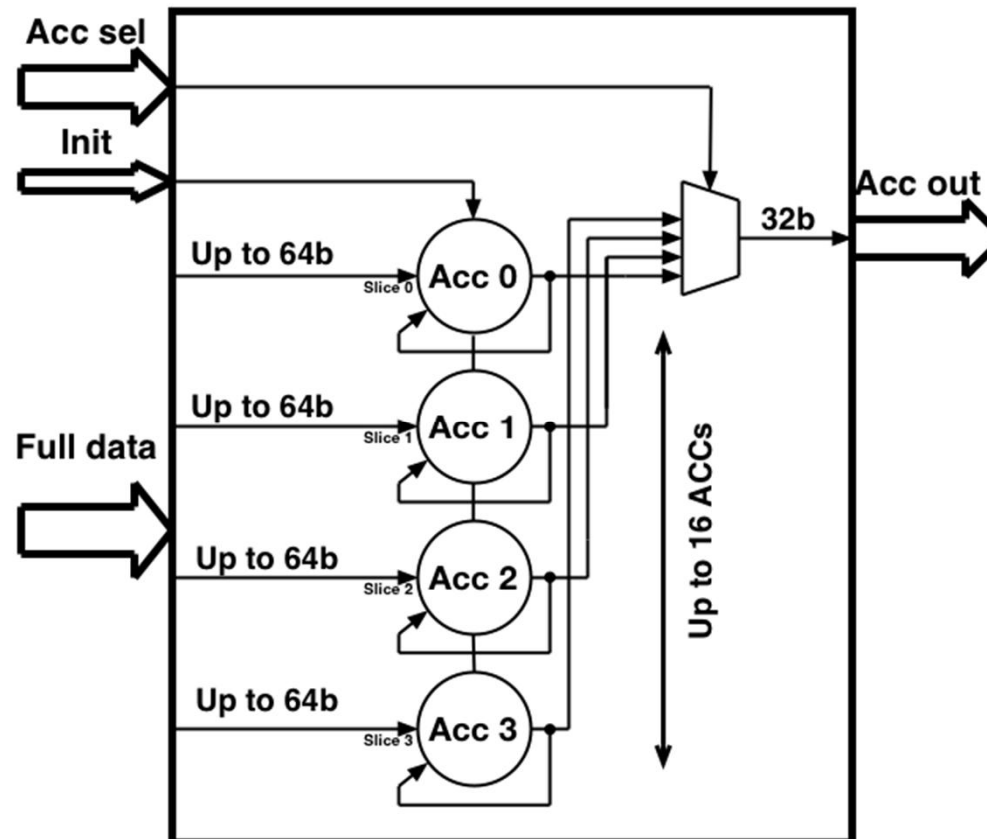 Acc sel
Init
Acc out
32b
Up to 64b
Slice 0
Acc 0
Up to 64b
Slice 1
Acc 1
Full data
Up to 16 ACCs
Up to 64b
Slice 2
Acc 2
Up to 64b
Slice 3
Acc 3